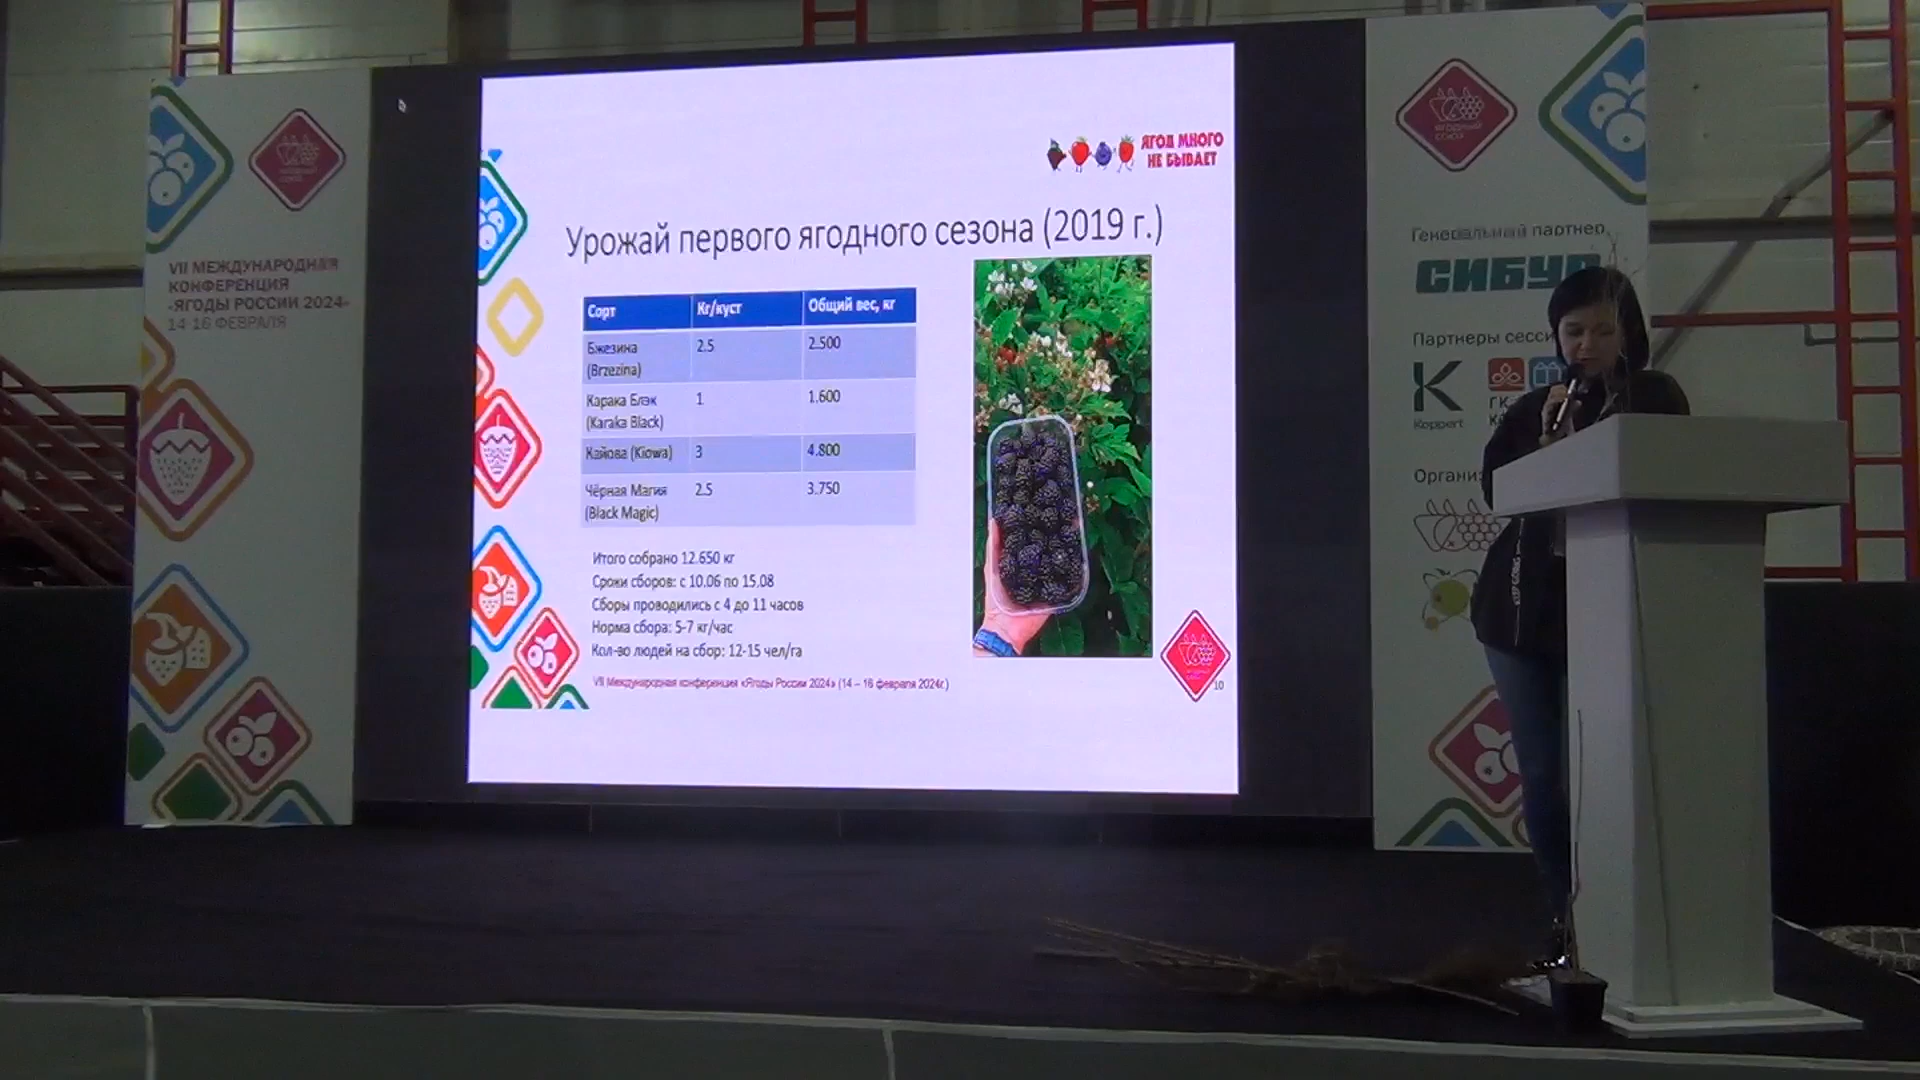 VII МЕЖДУНАРОДНАЯ
КОНФЕРЕНЦИЯ
«ЯГОДЫ РОССИИ 2024»
14-16 ФЕВРАЛЯ
ЯГОД МНОГО
НЕ БЫВАЕТ
Урожай первого ягодного сезона (2019 г.)
Сорт Кг/куст Общий вес, кг
Бжезина 2.5 2.500
(Brzezina)
Карака Блэк 1 1.600
(Karaka Black)
Кайова (Kiowa) 3 4.800
Чёрная Магия 2.5 3.750
(Black Magic)
Итого собрано 12.650 кг
Сроки сборов: с 10.06 по 15.08
Сборы проводились с 4 до 11 часов
Норма сбора: 5-7 кг/час
Кол-во людей на сбор: 12-15 чел/га
VII Международная конференция «Ягоды России 2024» (14 – 16 февраля 2024г.)
10
ЯГОДНЫЙ
СОЮЗ
Генеральный партнер
СИБУР
Партнеры сесси
Koppert
ГК
Органи